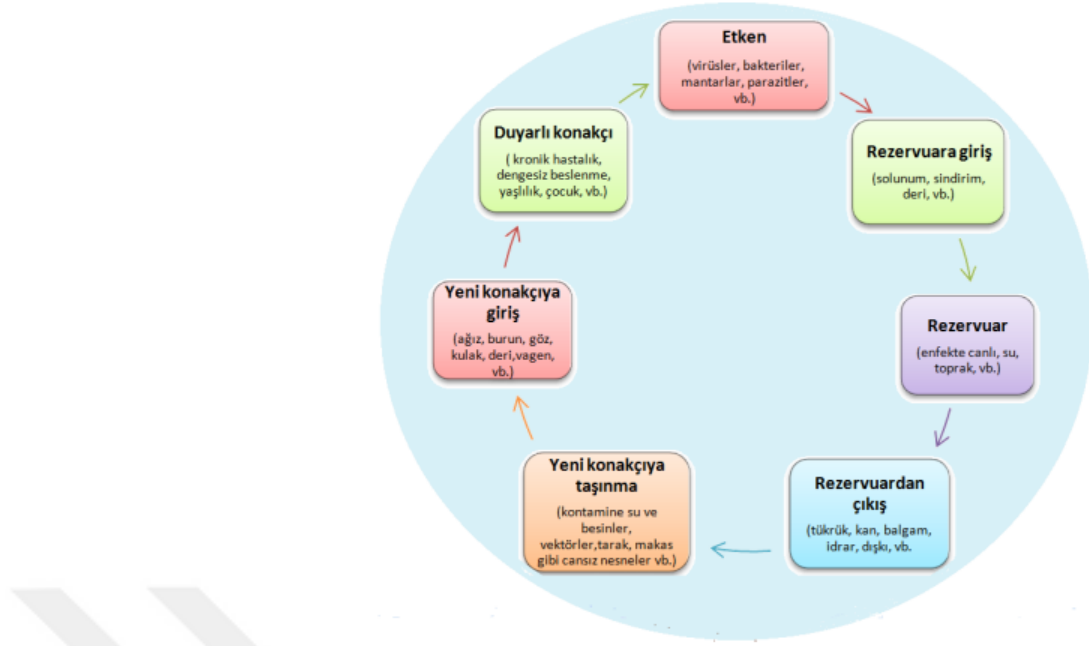 Etken
(virüsler, bakteriler,
mantarlar, parazitler,
vb.)
Rezervuara giriş
(solunum, sindirim,
deri, vb.)
Rezervuar
(enfekte canlı, su,
toprak, vb.)
Rezervuardan
çıkış
(tükrük, kan, balgam,
idrar, dışkı, vb.
Yeni konakçıya
taşınma
(kontamine su ve
besinler,
vektörler,tarak, makas
gibi cansız nesneler vb.)
Yeni konakçıya
giriş
(ağız, burun, göz,
kulak, deri,vagen,
vb.)
Duyarlı konakçı
( kronik hastalık,
dengesiz beslenme,
yaşlılık, çocuk, vb.)